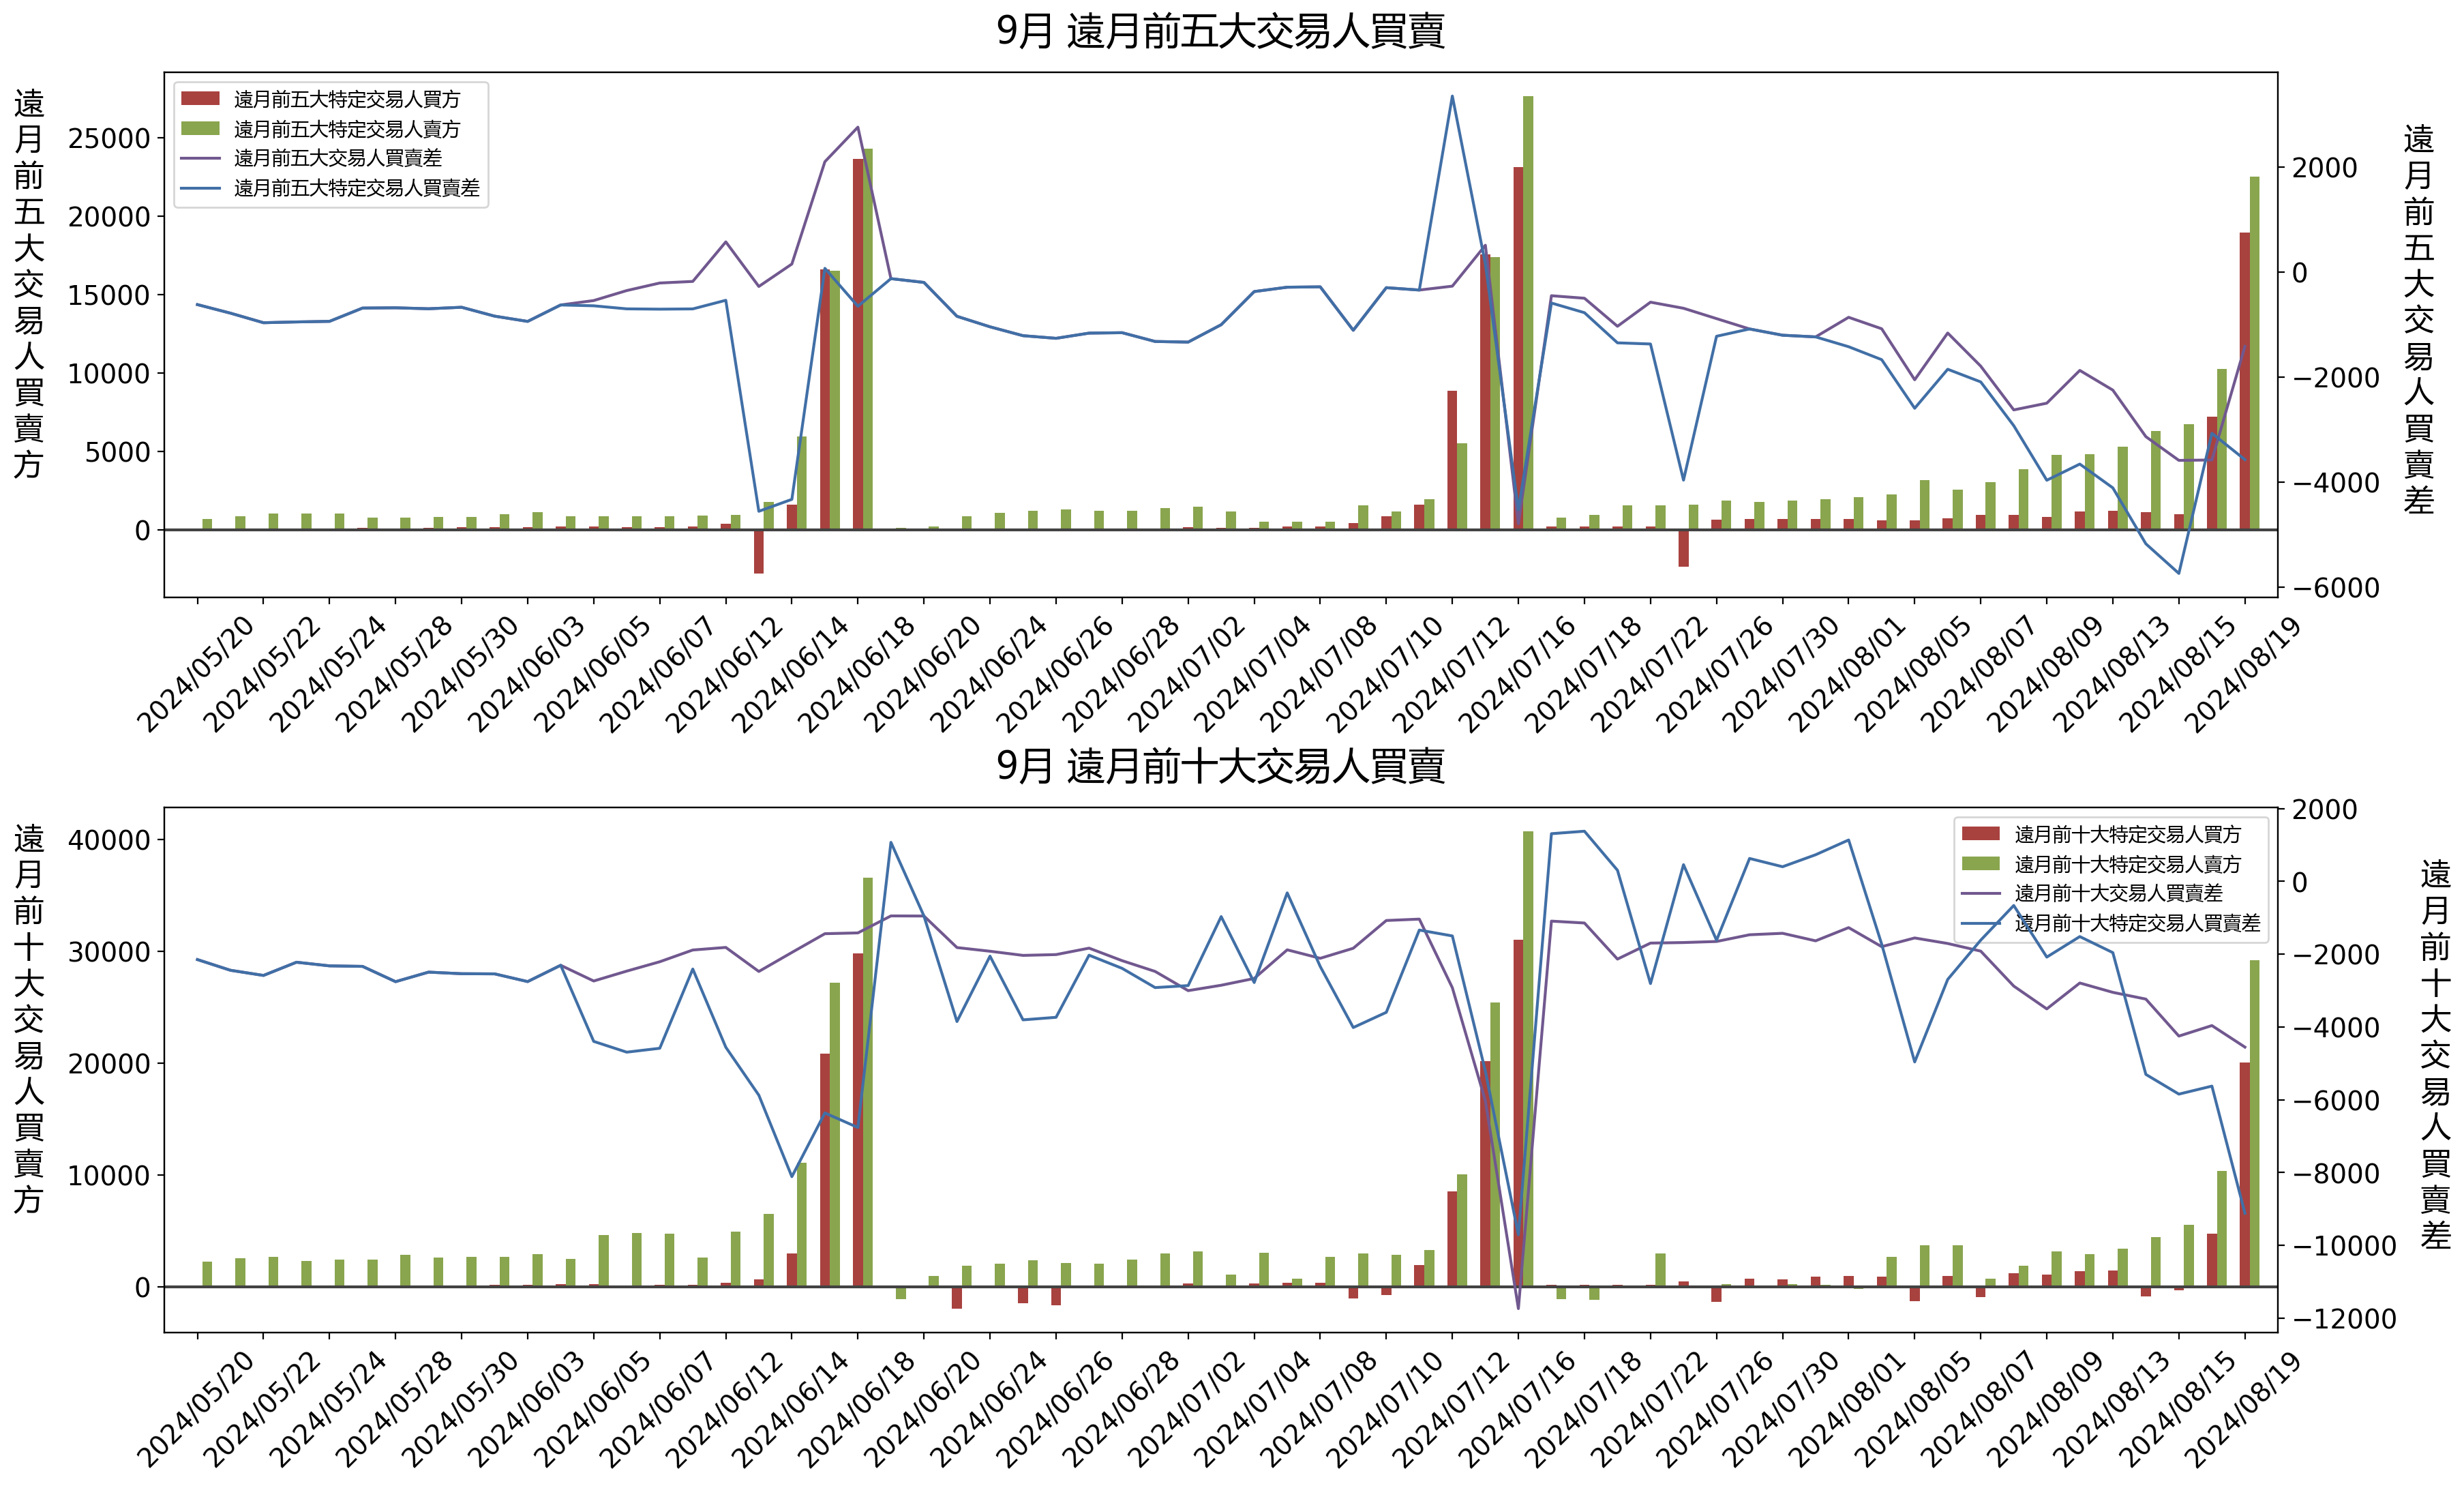 9月 遠月前五大交易人買賣
遠月前五大交易人買賣方
遠月前五大特定交易人買方
遠月前五大特定交易人賣方
遠月前五大交易人買賣差
遠月前五大特定交易人買賣差
25000
20000
15000
10000
5000
0
2000
0
−2000
−4000
−6000
遠月前五大交易人買賣差
2024/05/20 2024/05/22 2024/05/24 2024/05/28 2024/05/30 2024/06/03 2024/06/05 2024/06/07 2024/06/12 2024/06/14 2024/06/18 2024/06/20 2024/06/24 2024/06/26 2024/06/28 2024/07/02 2024/07/04 2024/07/08 2024/07/10 2024/07/12 2024/07/16 2024/07/18 2024/07/22 2024/07/26 2024/07/30 2024/08/01 2024/08/05 2024/08/07 2024/08/09 2024/08/13 2024/08/15 2024/08/19
9月 遠月前十大交易人買賣
遠月前十大交易人買賣方
40000
30000
20000
10000
0
遠月前十大特定交易人買方
遠月前十大特定交易人賣方
遠月前十大交易人買賣差
遠月前十大特定交易人買賣差
2000
0
−2000
−4000
−6000
−8000
−10000
−12000
遠月前十大交易人買賣差
2024/05/20 2024/05/22 2024/05/24 2024/05/28 2024/05/30 2024/06/03 2024/06/05 2024/06/07 2024/06/12 2024/06/14 2024/06/18 2024/06/20 2024/06/24 2024/06/26 2024/06/28 2024/07/02 2024/07/04 2024/07/08 2024/07/10 2024/07/12 2024/07/16 2024/07/18 2024/07/22 2024/07/26 2024/07/30 2024/08/01 2024/08/05 2024/08/07 2024/08/09 2024/08/13 2024/08/15 2024/08/19